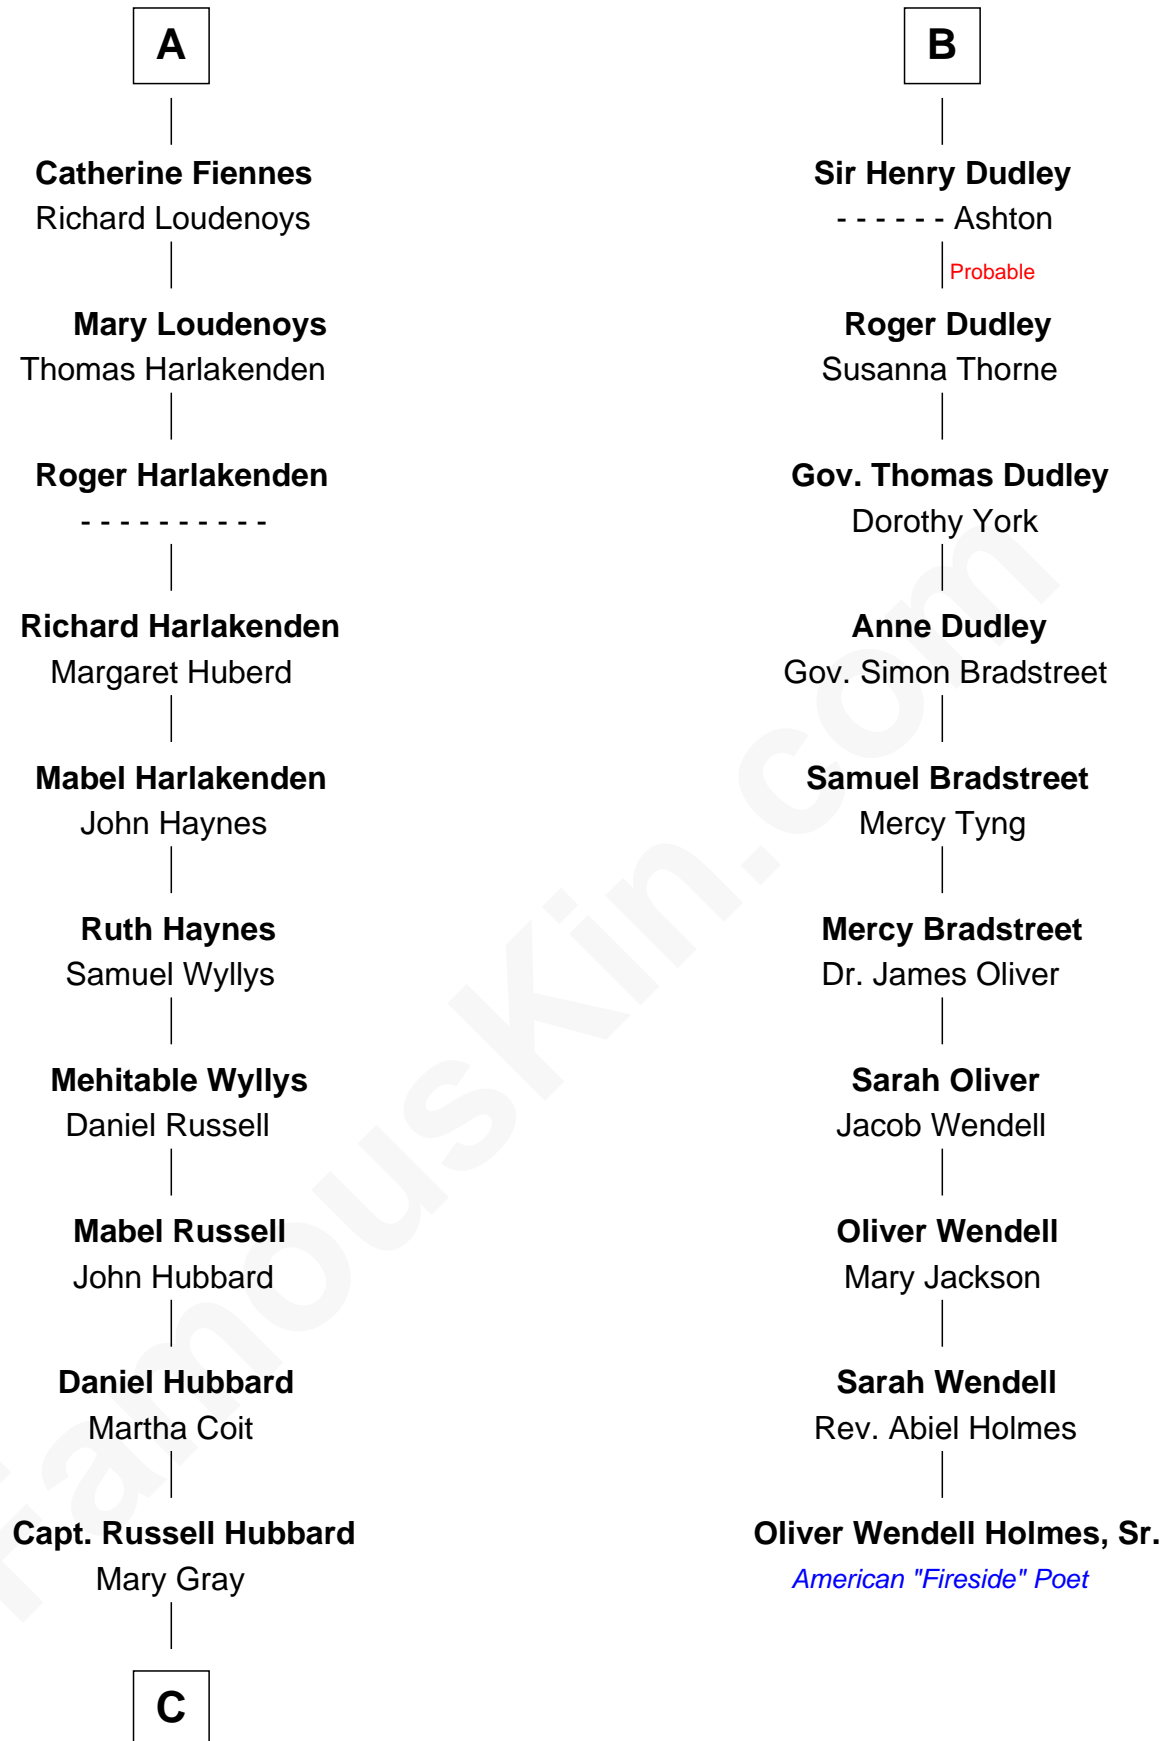 A
Catherine Fiennes
Richard Loudenoys
Mary Loudenoys
Thomas Harlakenden
Roger Harlakenden
- - - - - - - - - -
Richard Harlakenden
Margaret Huberd
Mabel Harlakenden
John Haynes
Ruth Haynes
Samuel Wyllys
Mehitable Wyllys
Daniel Russell
Mabel Russell
John Hubbard
Daniel Hubbard
Martha Coit
Capt. Russell Hubbard
Mary Gray
C
B
Sir Henry Dudley
- - - - - - Ashton
Probable
Roger Dudley
Susanna Thorne
Gov. Thomas Dudley
Dorothy York
Anne Dudley
Gov. Simon Bradstreet
Samuel Bradstreet
Mercy Tyng
Mercy Bradstreet
Dr. James Oliver
Sarah Oliver
Jacob Wendell
Oliver Wendell
Mary Jackson
Sarah Wendell
Rev. Abiel Holmes
Oliver Wendell Holmes, Sr.
American "Fireside" Poet
FamousKin.com